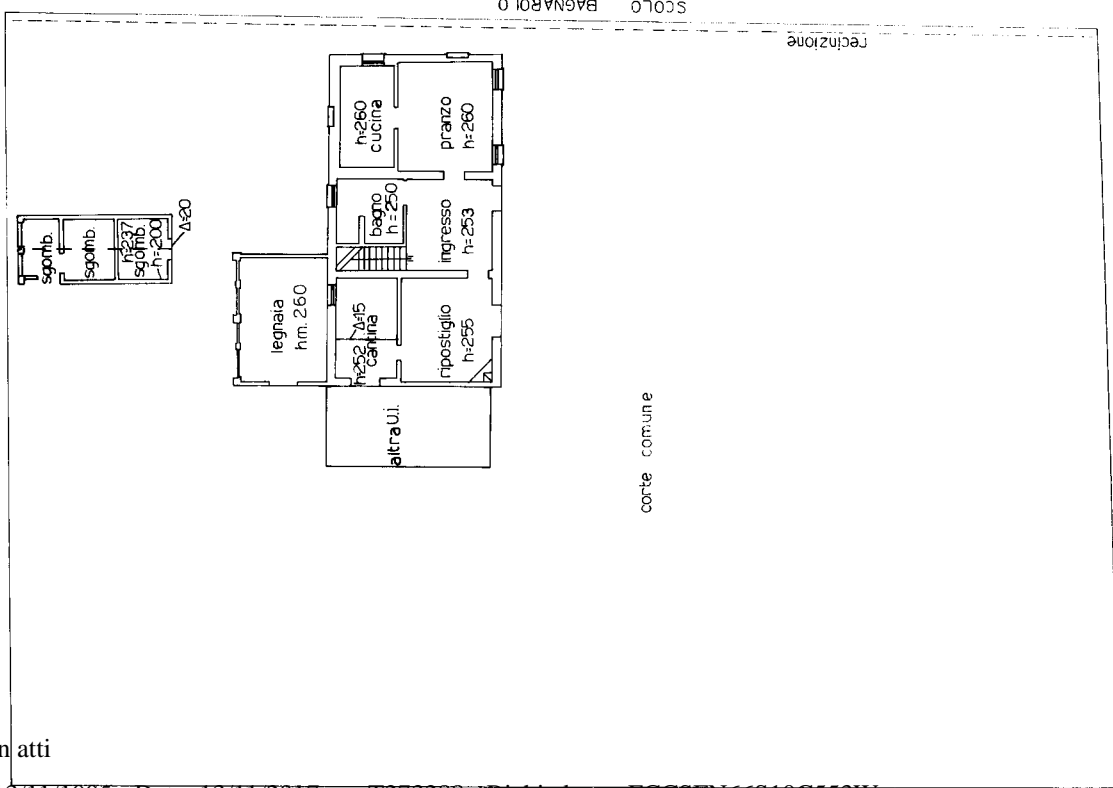 SCOLO BAGNAROLO
recinzione
h=260
cucina
pranzo
h=260
bagno
h=250
ingresso
h=253
sgomb.
sgomb.
h=237
sgomb.
h=200
Δ=20
legnaia
hm. 260
h=252
Δ=15
cantina
ripostiglio
h=255
altra U.i.
corte comune
n atti